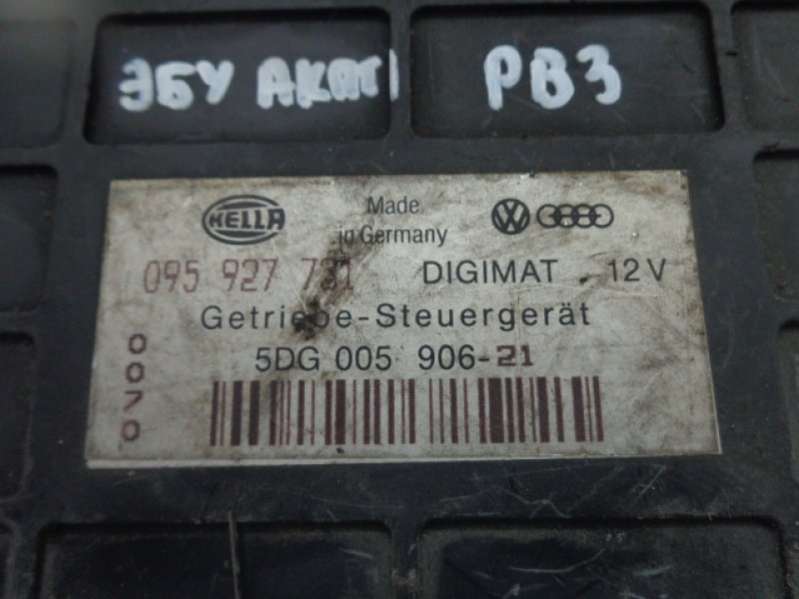 ЭБУ АКПП PB3
HELLA
Made
in Germany
095 927 731 DIGIMAT 12V
Getriebe-Steuergerät
5DG 005 906-21
0070